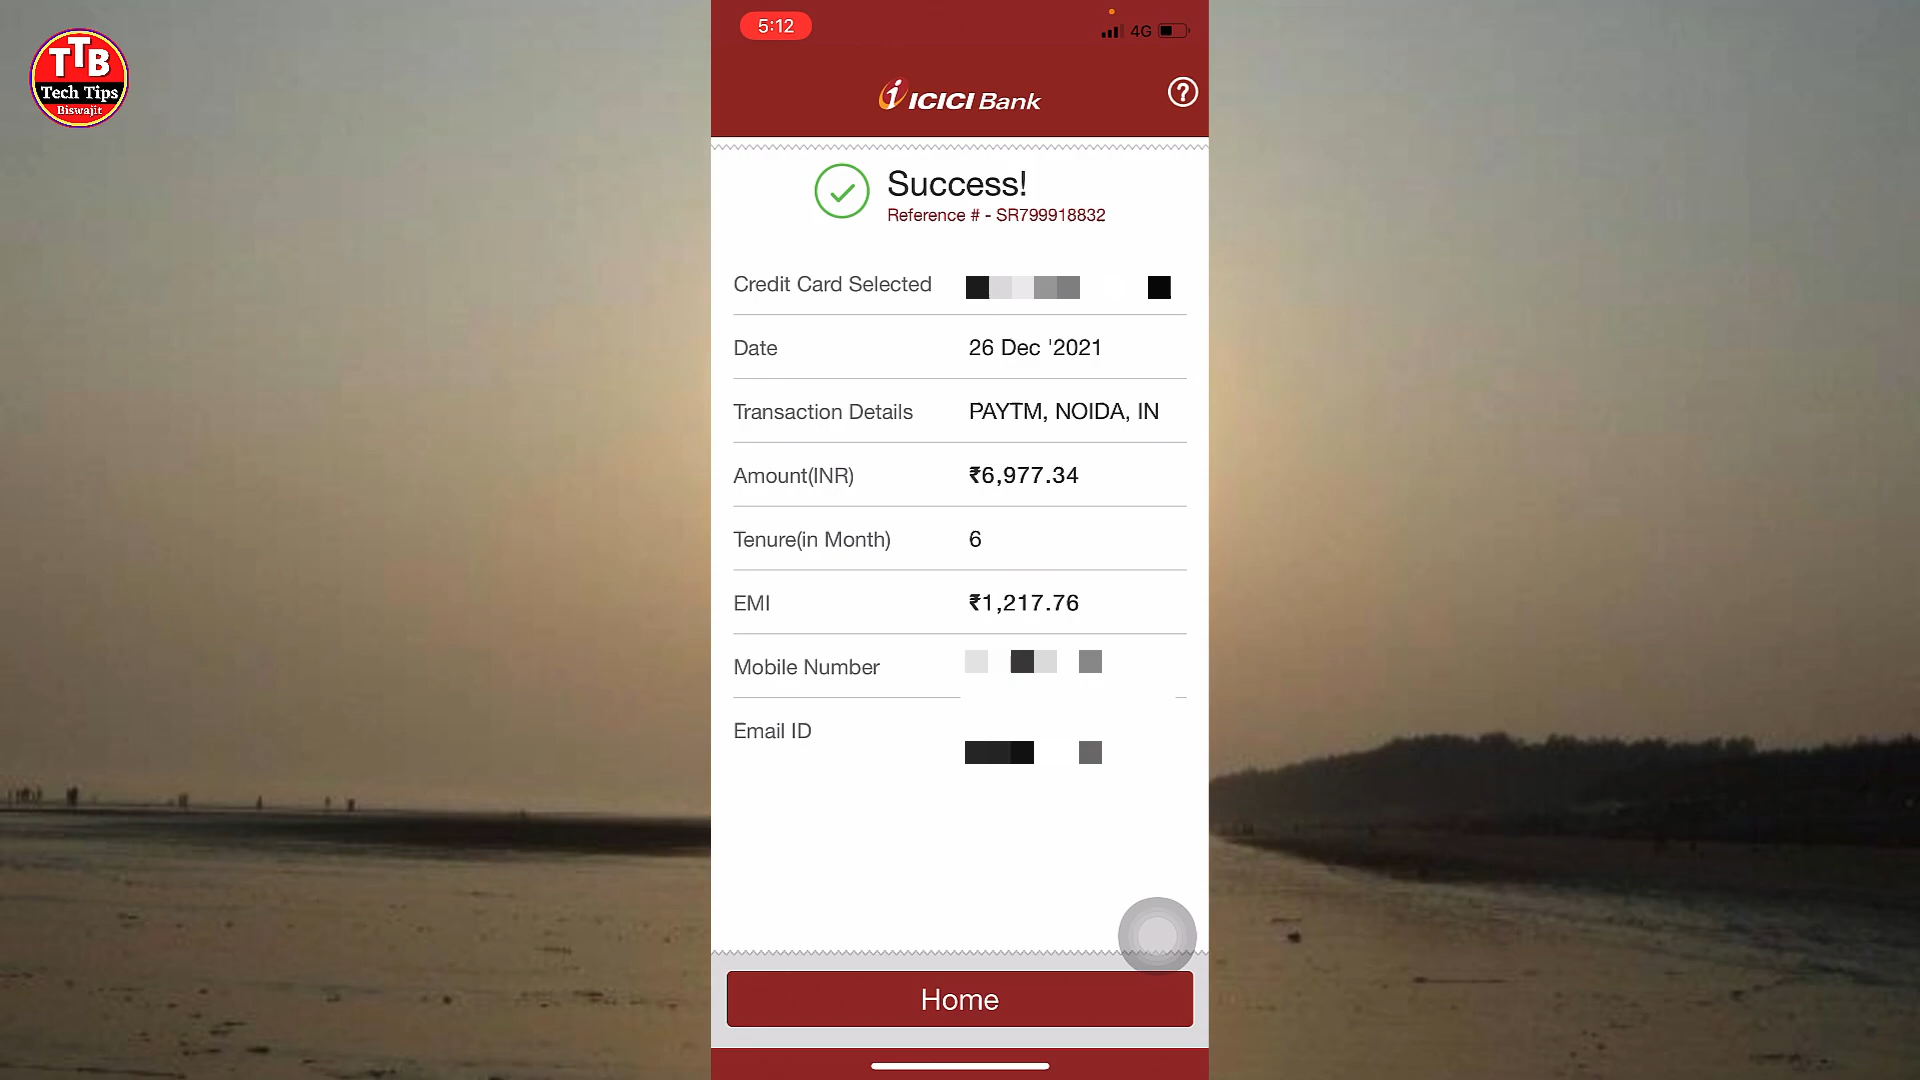 TTB
Tech Tips
Biswajit
5:12
4G
ICICI Bank
?
Success!
Reference # - SR799918832
Credit Card Selected
Date 26 Dec '2021
Transaction Details PAYTM, NOIDA, IN
Amount(INR) ₹6,977.34
Tenure(in Month) 6
EMI ₹1,217.76
Mobile Number
Email ID
Home